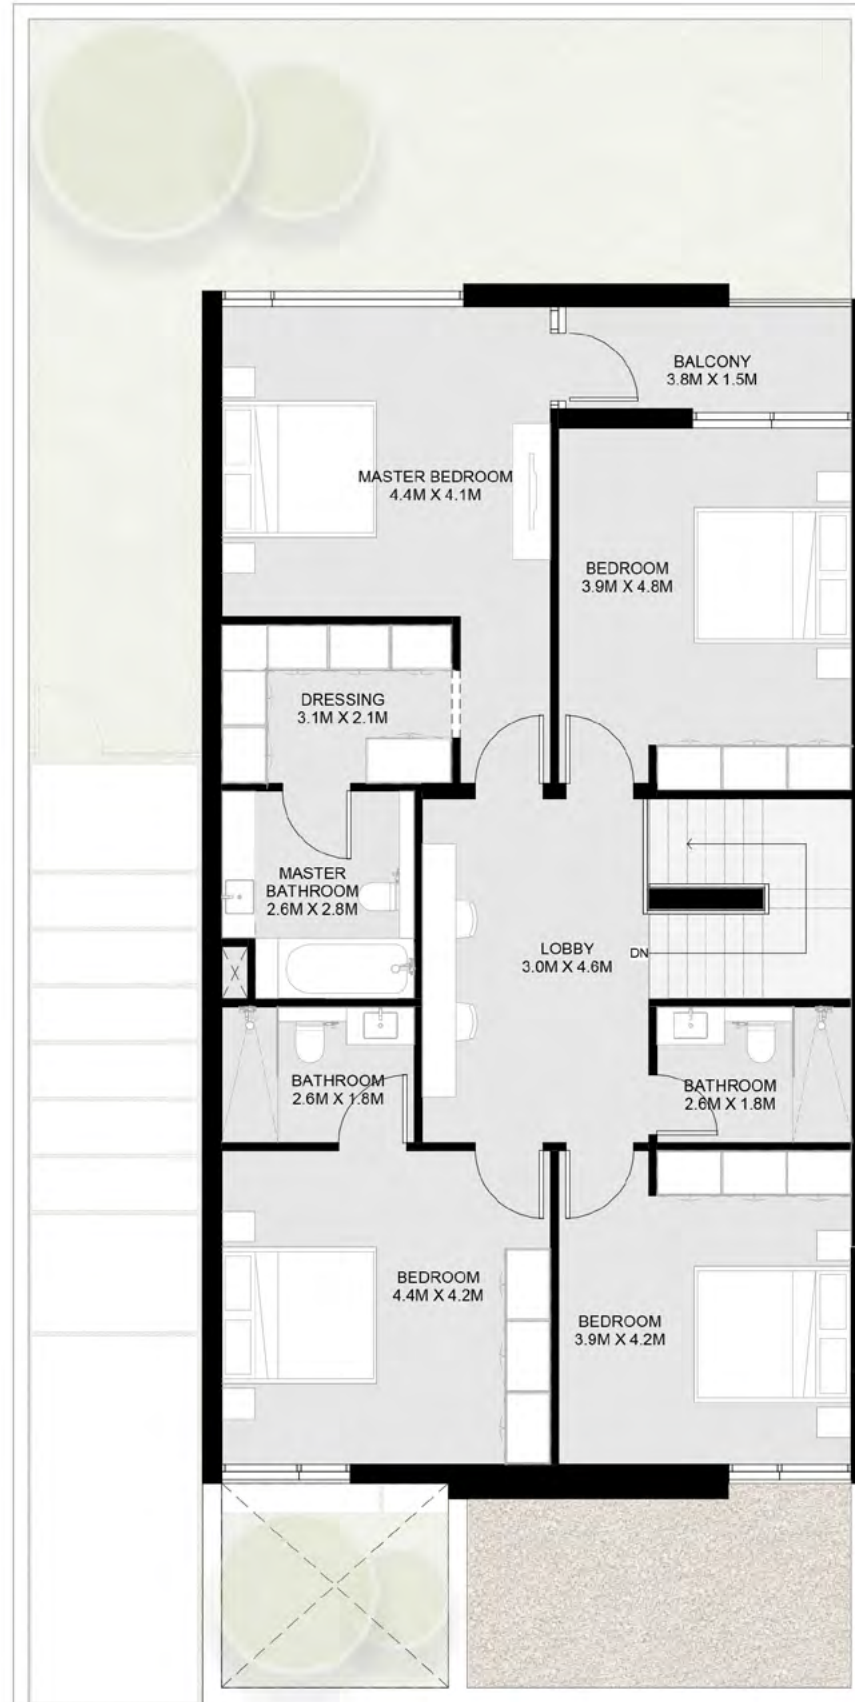 BALCONY
3.8M X 1.5M
MASTER BEDROOM
4.4M X 4.1M
BEDROOM
3.9M X 4.8M
DRESSING
3.1M X 2.1M
MASTER
BATHROOM
2.6M X 2.8M
LOBBY
3.0M X 4.6M
DN
BATHROOM
2.6M X 1.8M
BATHROOM
2.6M X 1.8M
BEDROOM
4.4M X 4.2M
BEDROOM
3.9M X 4.2M